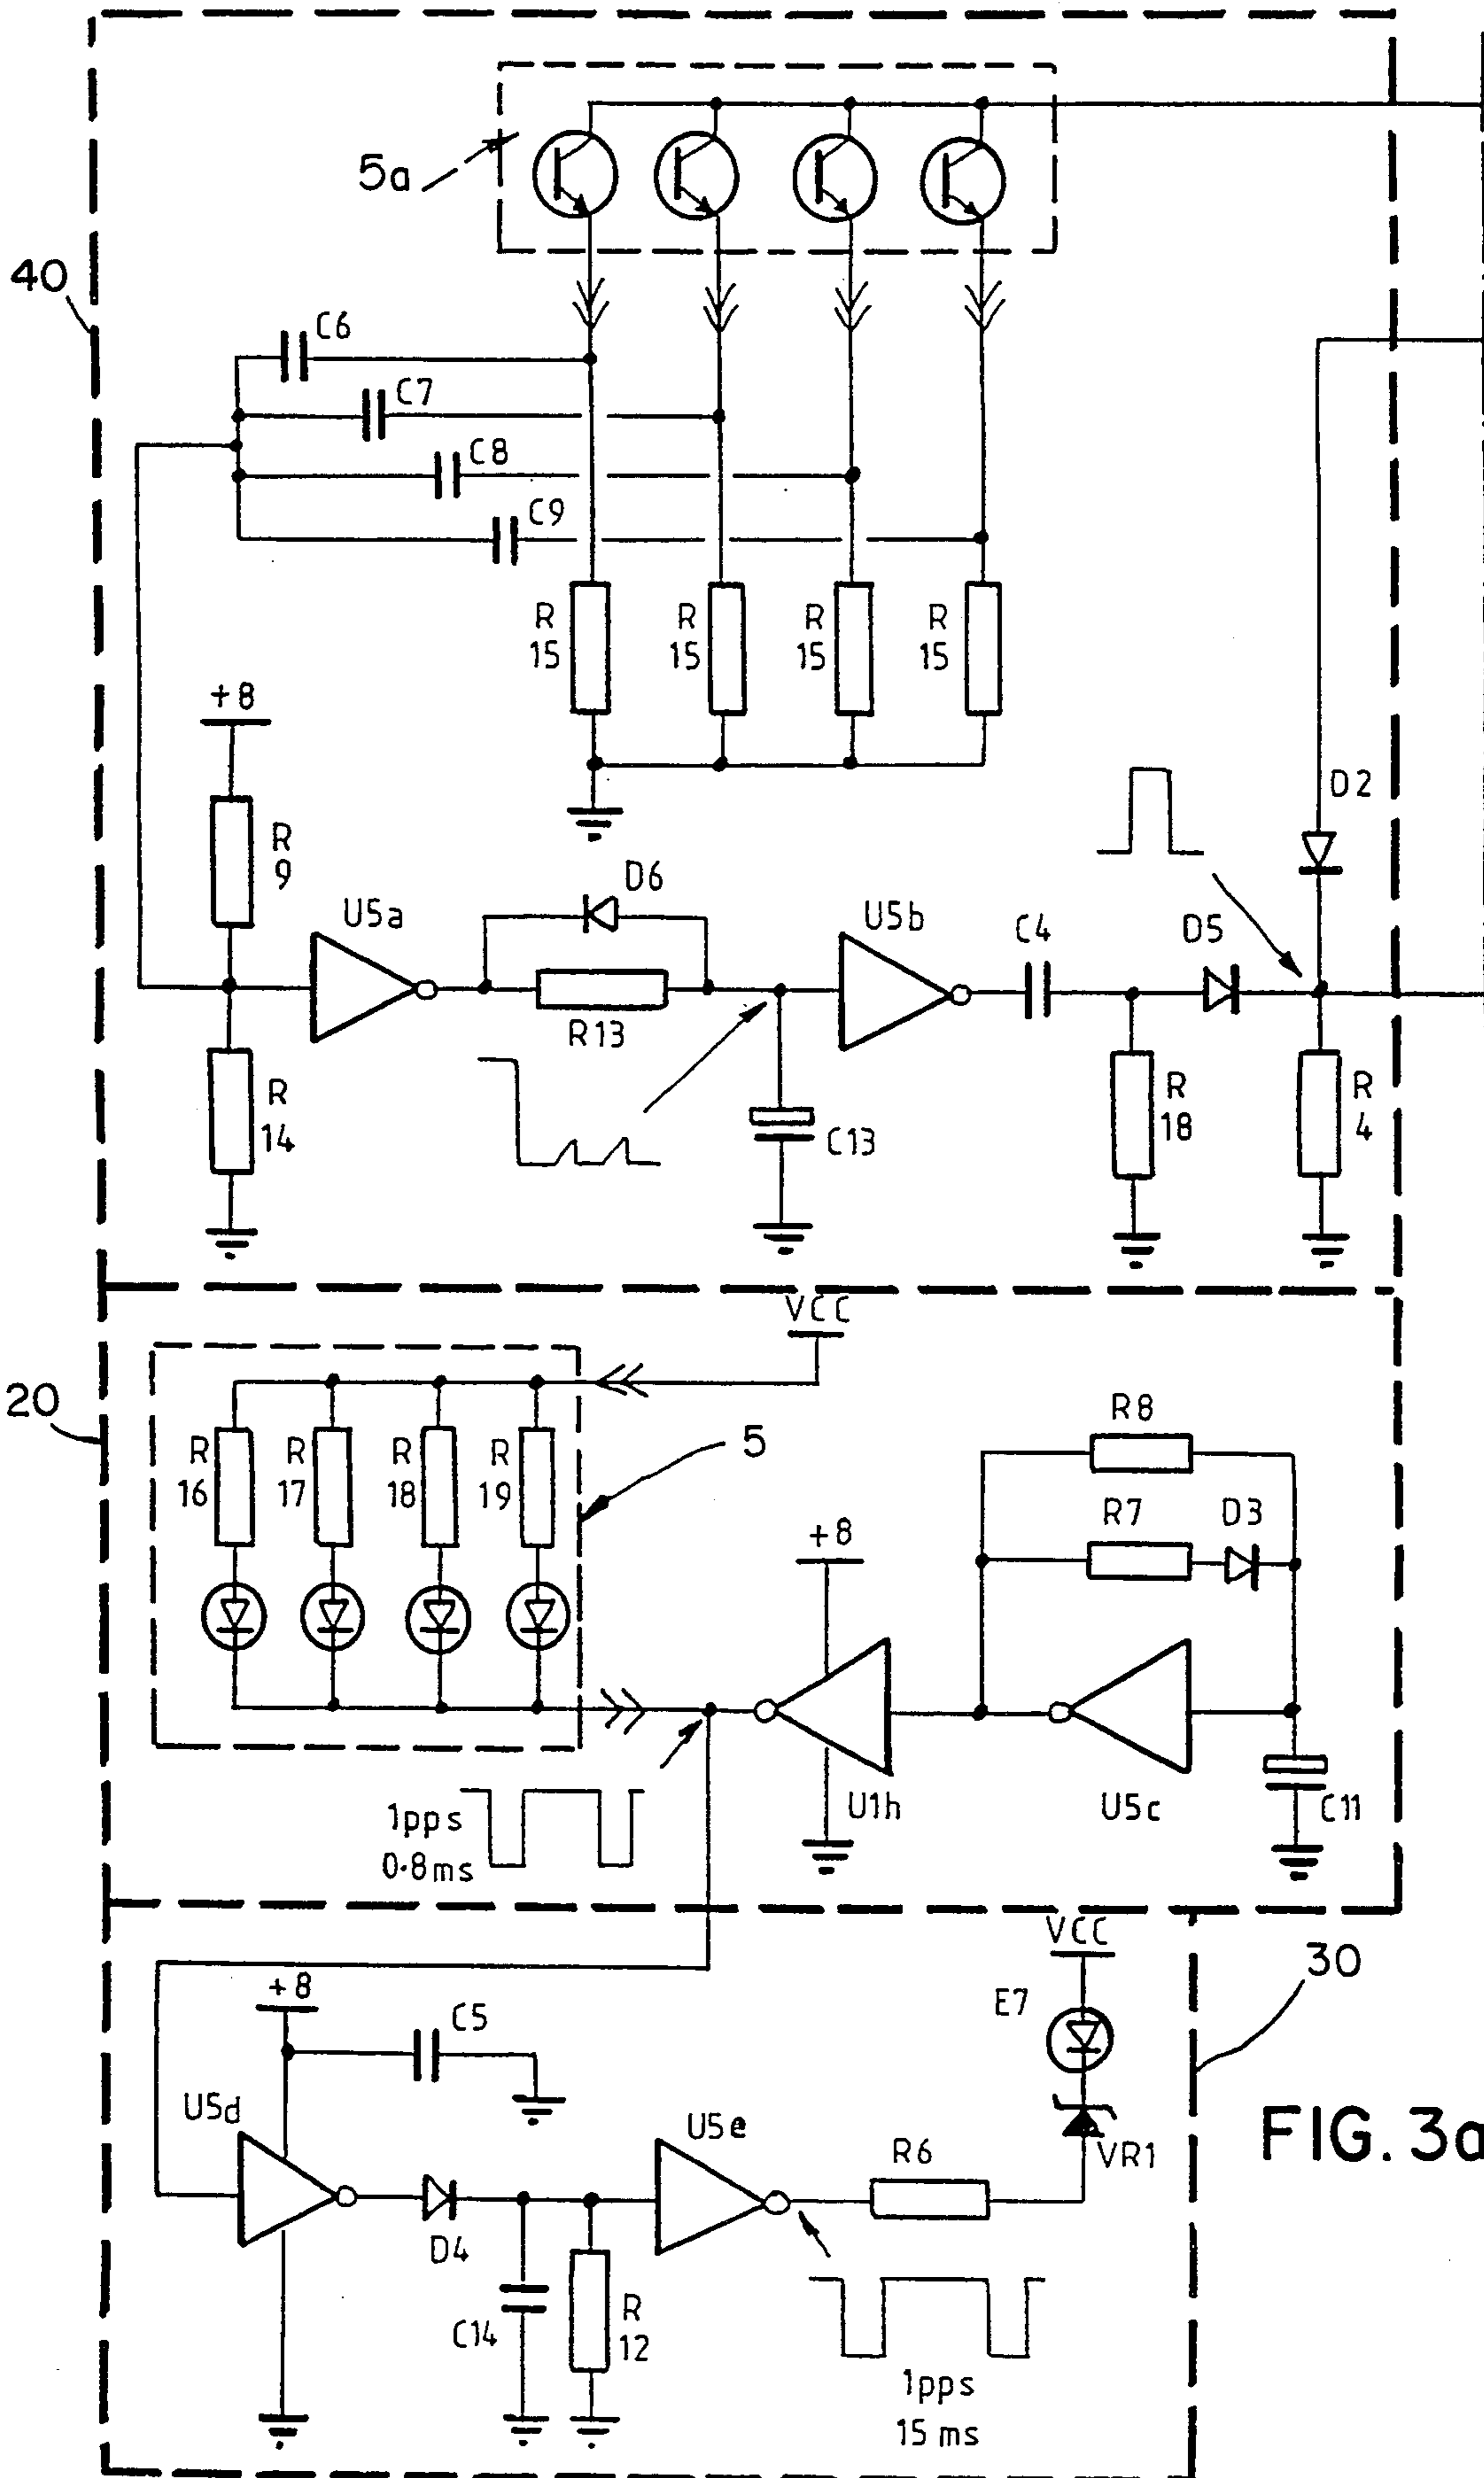 5a
40
C6
C7
C8
C9
R
15
R
15
R
15
R
15
+8
D2
R
9
D6
U5a
U5b
C4
D5
R13
R
14
C13
R
18
R
4
VCC
20
R
16
R
17
R
18
R
19
5
R8
R7
D3
+8
1pps
0.8ms
U1h
U5c
C11
VCC
30
+8
C5
E7
U5d
U5e
R6
VR1
FIG. 3a
D4
C14
R
12
1pps
15 ms